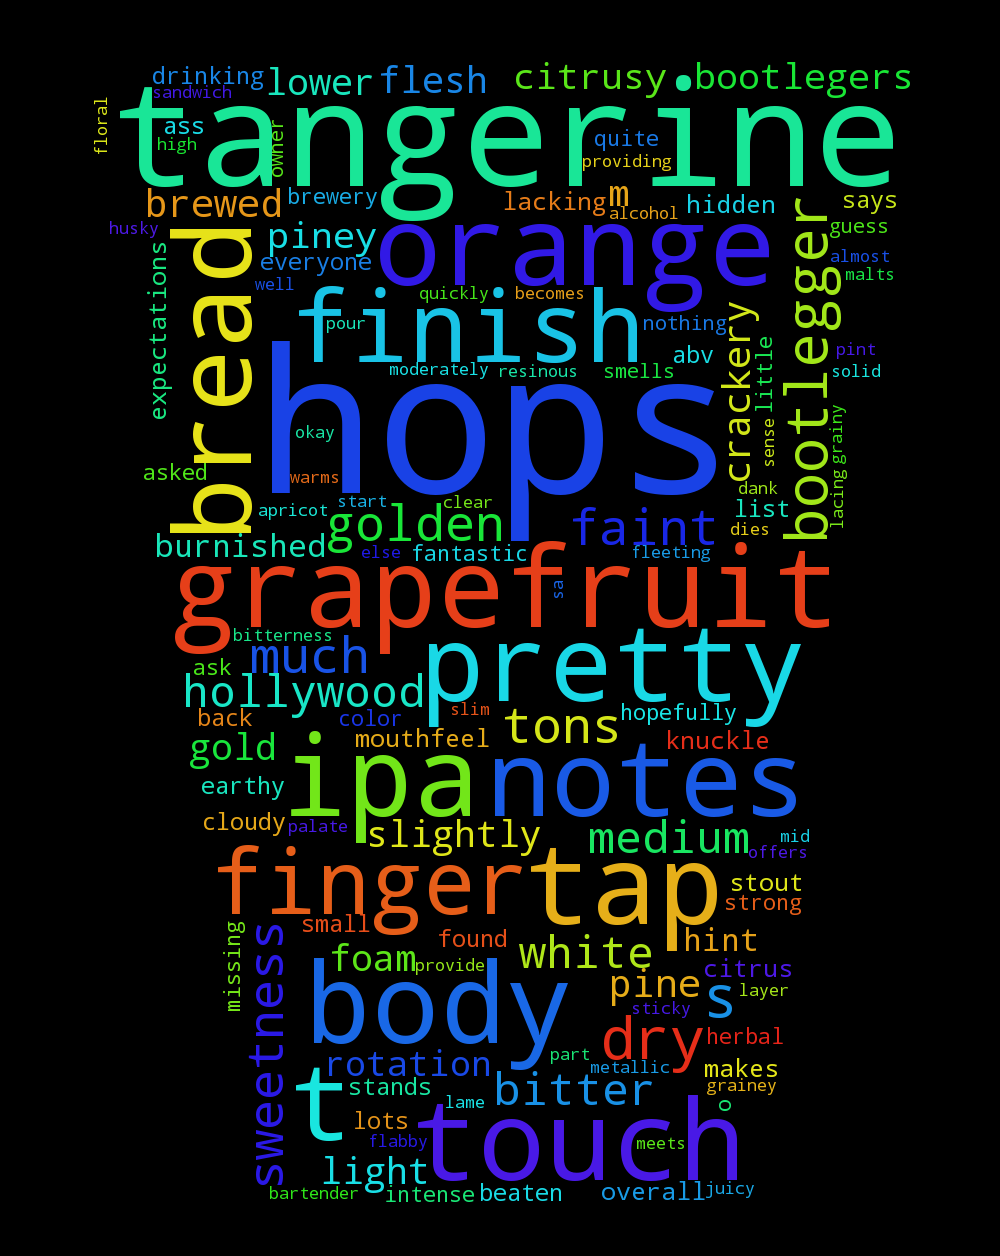 drinking lower flesh citrusy bootlegers
sandwich
tangerine
floral
ass
high
owner
quite
providing
brewed
brewery
lacking
m
alcohol
hidden
says
husky
piney
orange
guess
everyone
almost
well
malts
bread
expectations
bootlegger
quickly
becomes
finish
pour
nothing
crackery
little
abv
pint
moderately
resinous
smells
solid
hops
okay
sense
grainy
asked
warms
dank
lacing
start
clear
apricot
golden
faint
list
dies
burnished
else
fantastic
fleeting
grapefruit
sa
bitterness
much
pretty
ask
hollywood
back
color
slim
tons
hopefully
gold
mouthfeel
knuckle
ipa
notes
earthy
cloudy
palate
slightly
medium
mid
offers
finger
tap
stout
strong
small
found
hint
missing
sweetness
foam
provide
white
citrus
pine
s
layer
sticky
body
dry
herbal
rotation
part
metallic
makes
t
stands
bitter
grainey
lame
o
lots
touch
flabby
meets
light
bartender
intense
beaten
overall
juicy